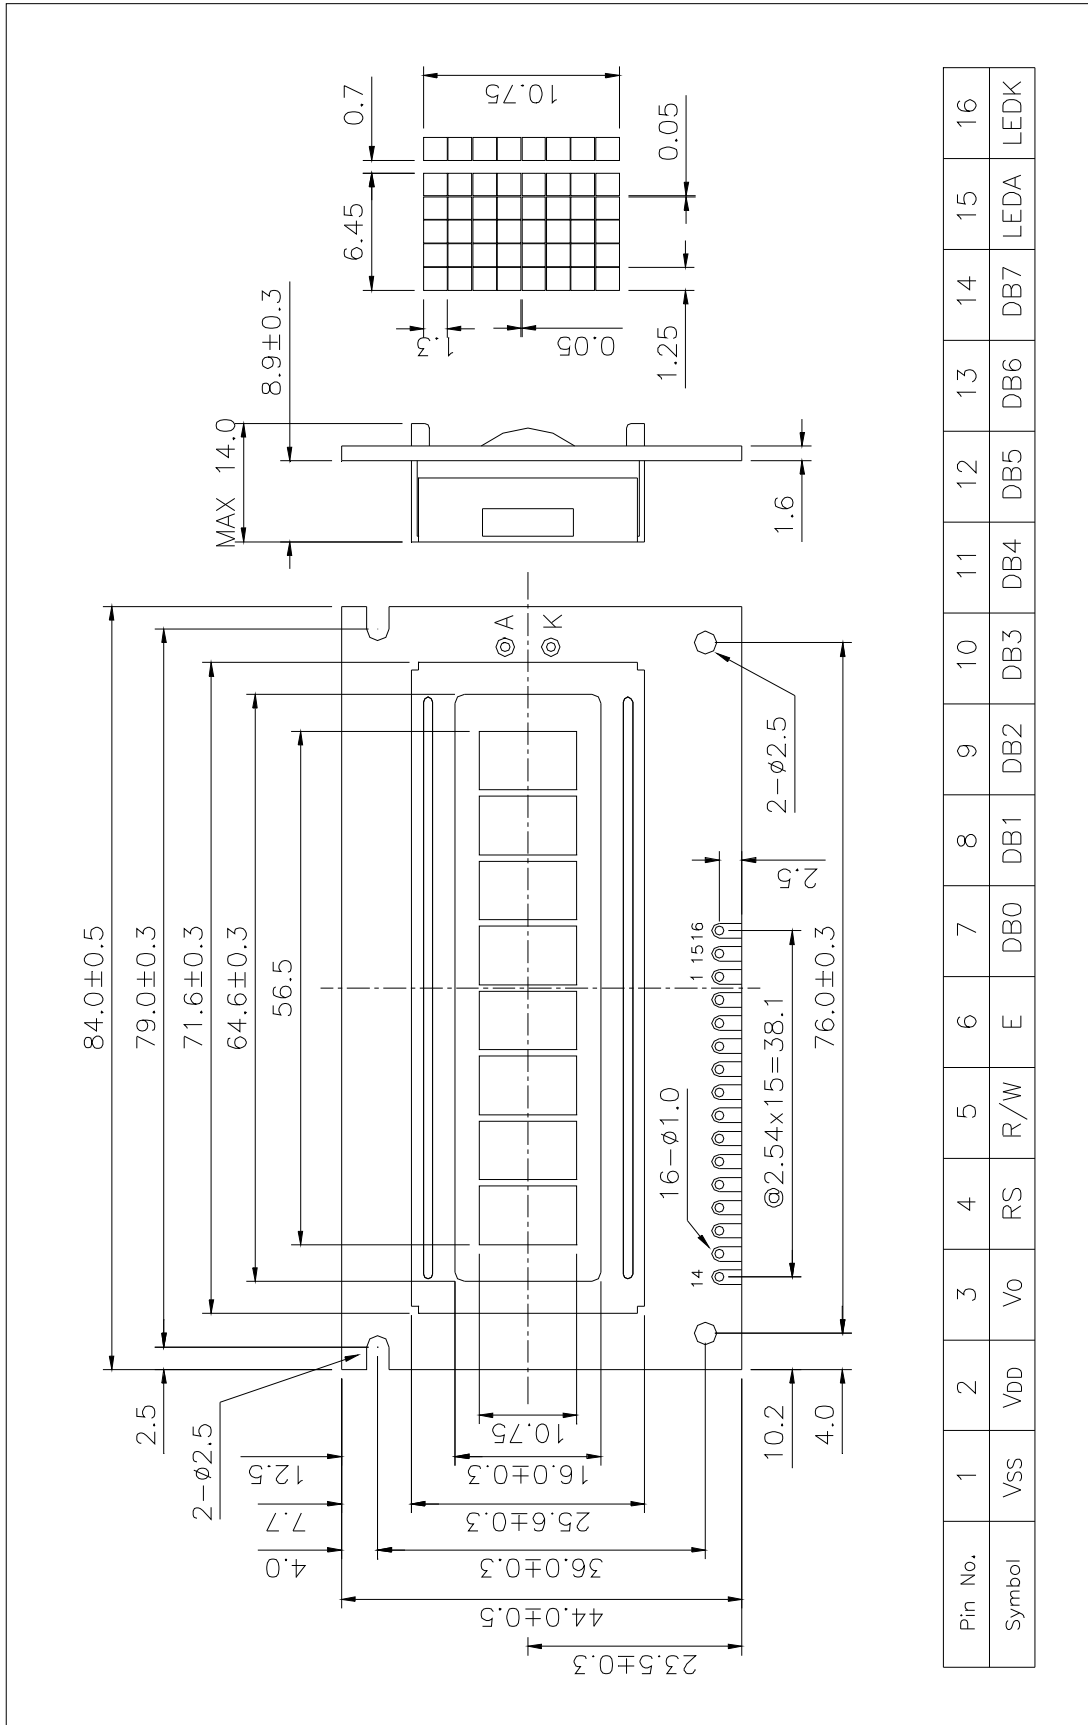 0.7
10.75
6.45
0.05
8.9±0.3
1.3
0.05
1.25
MAX 14.0
1.6
84.0±0.5
79.0±0.3
71.6±0.3
64.6±0.3
56.5
A
K
2-ø2.5
2.5
1 15 16
76.0±0.3
@2.54x15=38.1
16-ø1.0
14
2.5
2-ø2.5
12.5
7.7
4.0
10.75
16.0±0.3
25.6±0.3
36.0±0.3
44.0±0.5
23.5±0.3
10.2
4.0
Pin No. 1 2 3 4 5 6 7 8 9 10 11 12 13 14 15 16
Symbol VSS VDD VO RS R/W E DB0 DB1 DB2 DB3 DB4 DB5 DB6 DB7 LEDA LEDK